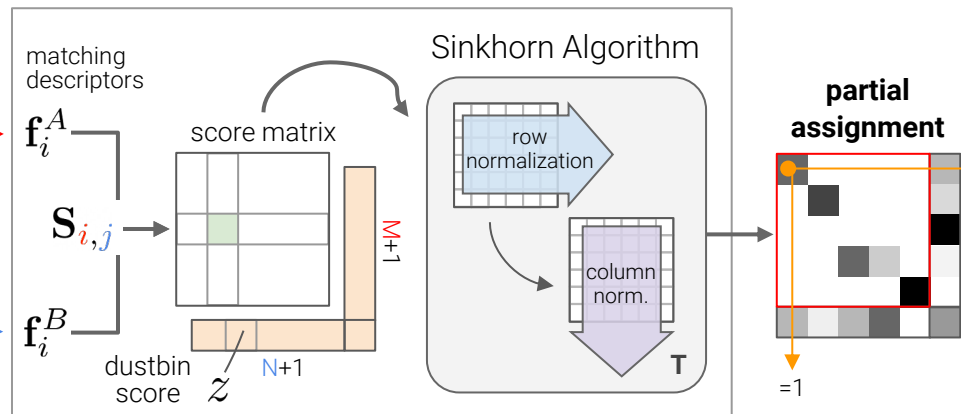 matching
descriptors
f_i^A
S_{i,j}
f_i^B
score matrix
M+1
dustbin
score
z
N+1
Sinkhorn Algorithm
row
normalization
column
norm.
T
partial
assignment
=1